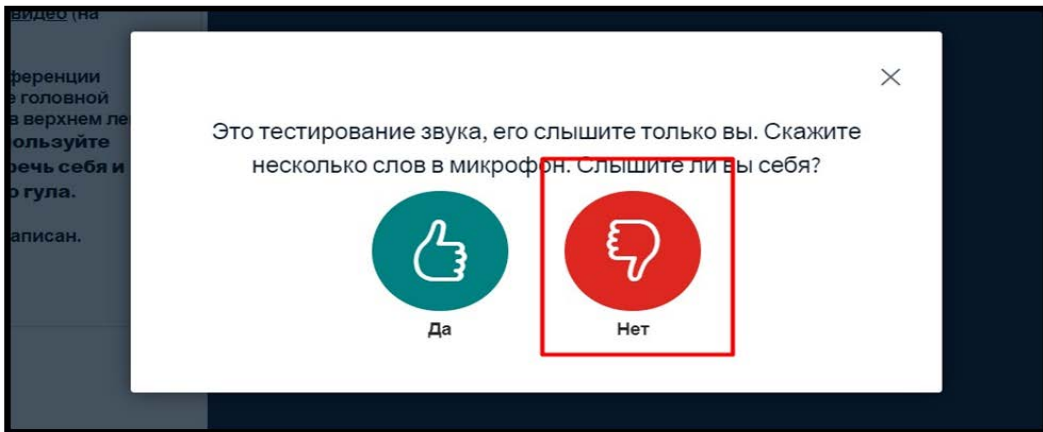 видео (на
ференции
е головной
в верхнем ле
ользуйте
речь себя и
о гула.
аписан.
Это тестирование звука, его слышите только вы. Скажите
несколько слов в микрофон. Слышите ли вы себя?
Да
Нет